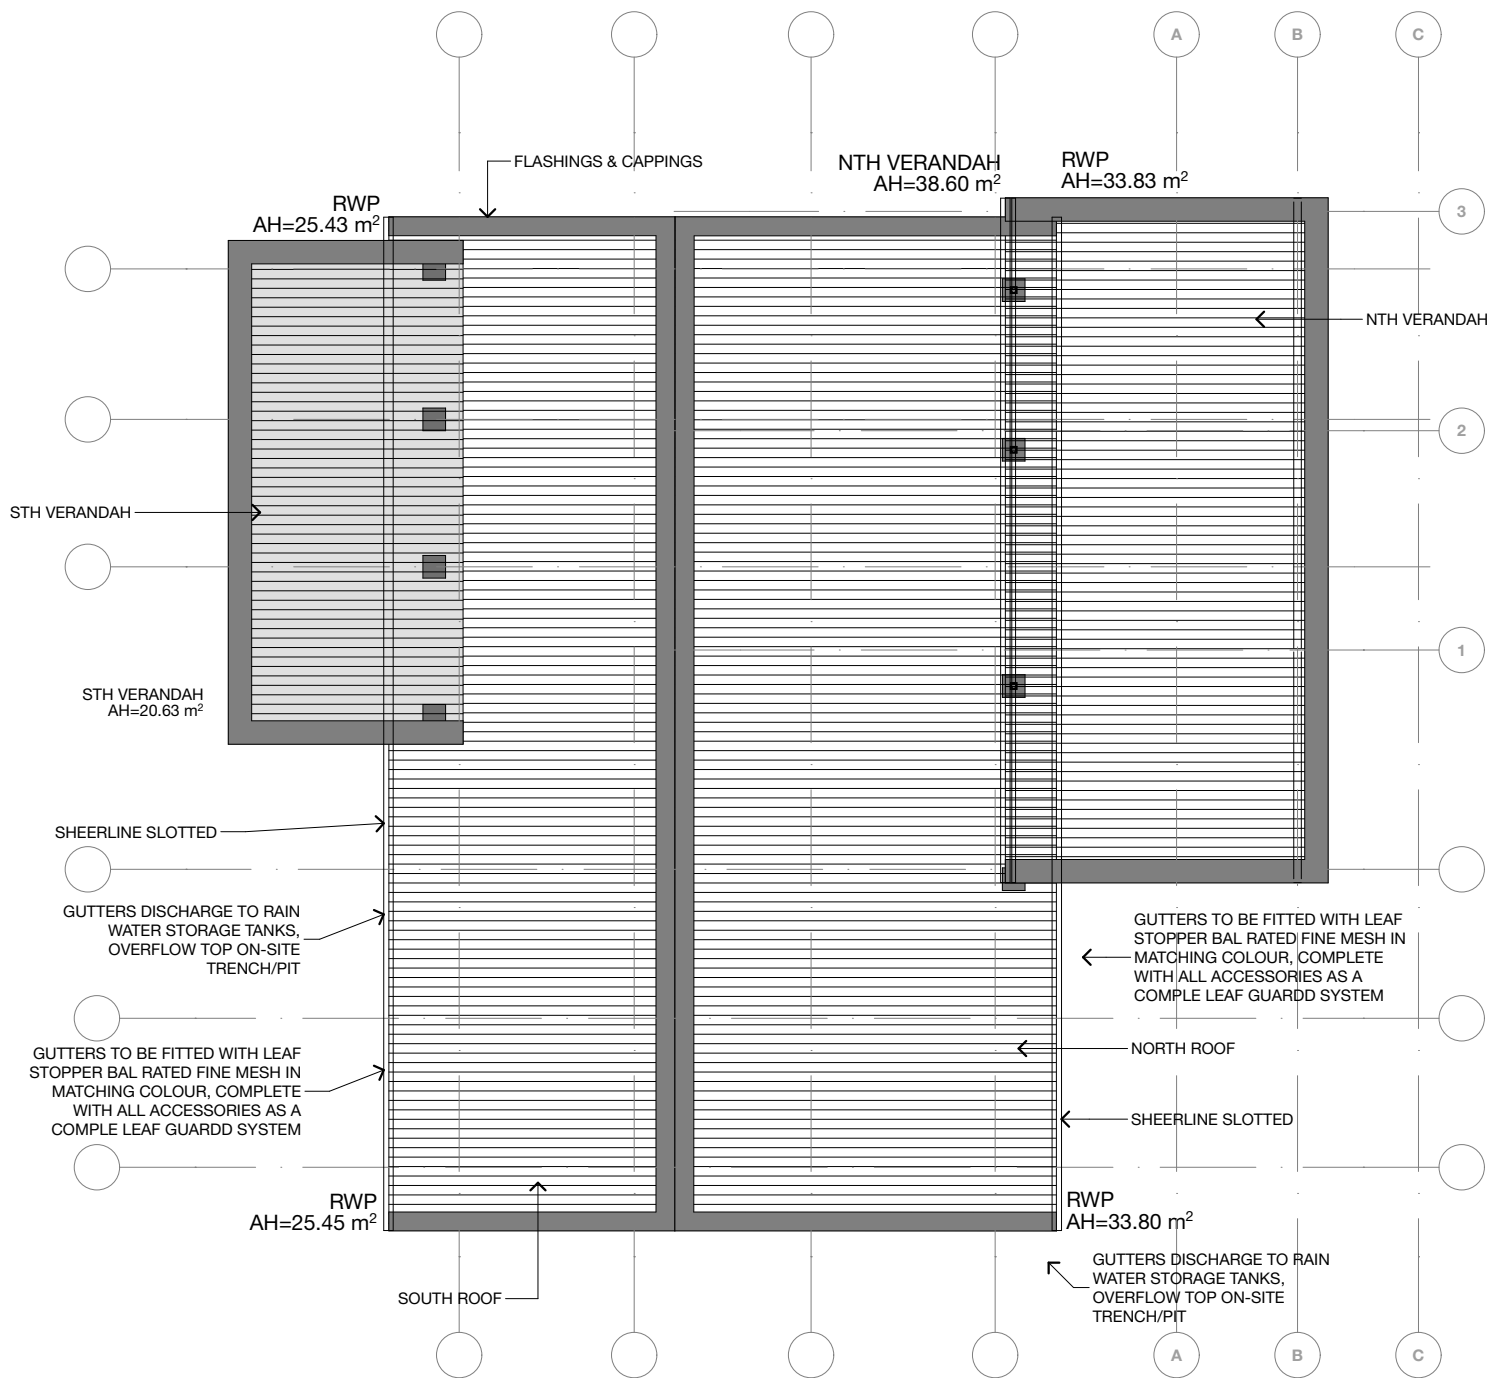 A
B
C
FLASHINGS & CAPPINGS
NTH VERANDAH
AH=38.60 m²
RWP
AH=33.83 m²
RWP
AH=25.43 m²
3
NTH VERANDAH
2
STH VERANDAH
1
STH VERANDAH
AH=20.63 m²
SHEERLINE SLOTTED
GUTTERS DISCHARGE TO RAIN
WATER STORAGE TANKS,
OVERFLOW TOP ON-SITE
TRENCH/PIT
GUTTERS TO BE FITTED WITH LEAF
STOPPER BAL RATED FINE MESH IN
MATCHING COLOUR, COMPLETE
WITH ALL ACCESSORIES AS A
COMPLE LEAF GUARDD SYSTEM
GUTTERS TO BE FITTED WITH LEAF
STOPPER BAL RATED FINE MESH IN
MATCHING COLOUR, COMPLETE
WITH ALL ACCESSORIES AS A
COMPLE LEAF GUARDD SYSTEM
NORTH ROOF
SHEERLINE SLOTTED
RWP
AH=25.45 m²
RWP
AH=33.80 m²
GUTTERS DISCHARGE TO RAIN
WATER STORAGE TANKS,
OVERFLOW TOP ON-SITE
TRENCH/PIT
SOUTH ROOF
A
B
C